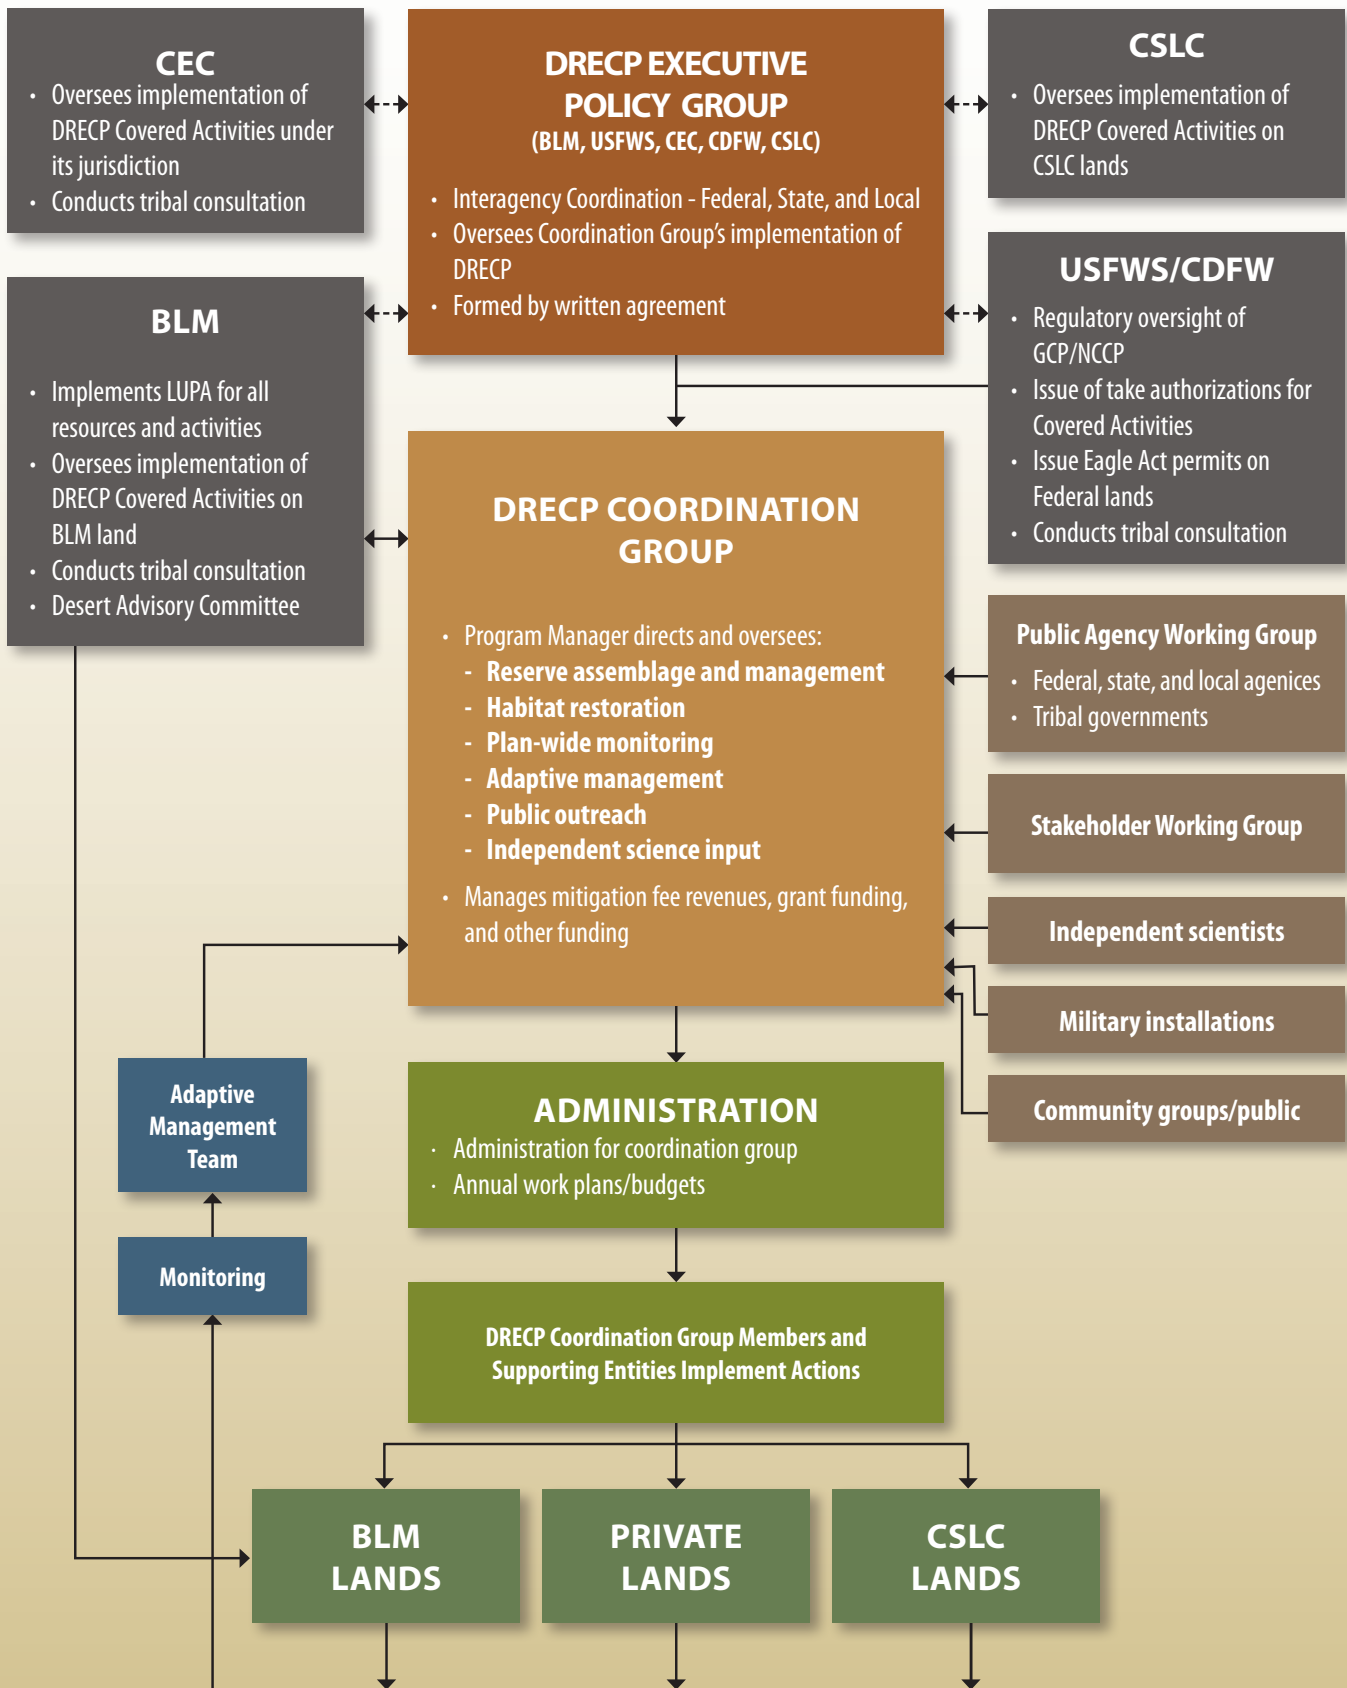 CEC
• Oversees implementation of
DRECP Covered Activities under
its jurisdiction
• Conducts tribal consultation
DRECP EXECUTIVE
POLICY GROUP
(BLM, USFWS, CEC, CDFW, CSLC)
• Interagency Coordination - Federal, State, and Local
• Oversees Coordination Group's implementation of
DRECP
• Formed by written agreement
CSLC
• Oversees implementation of
DRECP Covered Activities on
CSLC lands
BLM
• Implements LUPA for all
resources and activities
• Oversees implementation of
DRECP Covered Activities on
BLM land
• Conducts tribal consultation
• Desert Advisory Committee
USFWS/CDFW
• Regulatory oversight of
GCP/NCCP
• Issue of take authorizations for
Covered Activities
• Issue Eagle Act permits on
Federal lands
• Conducts tribal consultation
DRECP COORDINATION
GROUP
• Program Manager directs and oversees:
- Reserve assemblage and management
- Habitat restoration
- Plan-wide monitoring
- Adaptive management
- Public outreach
- Independent science input
• Manages mitigation fee revenues, grant funding,
and other funding
Public Agency Working Group
• Federal, state, and local agenices
• Tribal governments
Stakeholder Working Group
Independent scientists
Military installations
Community groups/public
Adaptive
Management
Team
Monitoring
ADMINISTRATION
· Administration for coordination group
· Annual work plans/budgets
DRECP Coordination Group Members and
Supporting Entities Implement Actions
BLM
LANDS
PRIVATE
LANDS
CSLC
LANDS